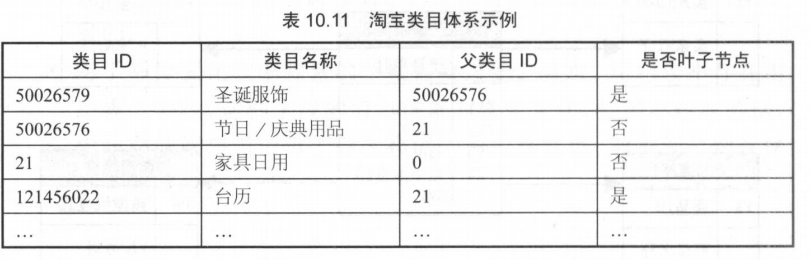 表 10.11 淘宝类目体系示例
类目 ID 类目名称 父类目 ID 是否叶子节点
50026579 圣诞服饰 50026576 是
50026576 节日／庆典用品 21 否
21 家具日用 0 否
121456022 台历 21 是
… … … …